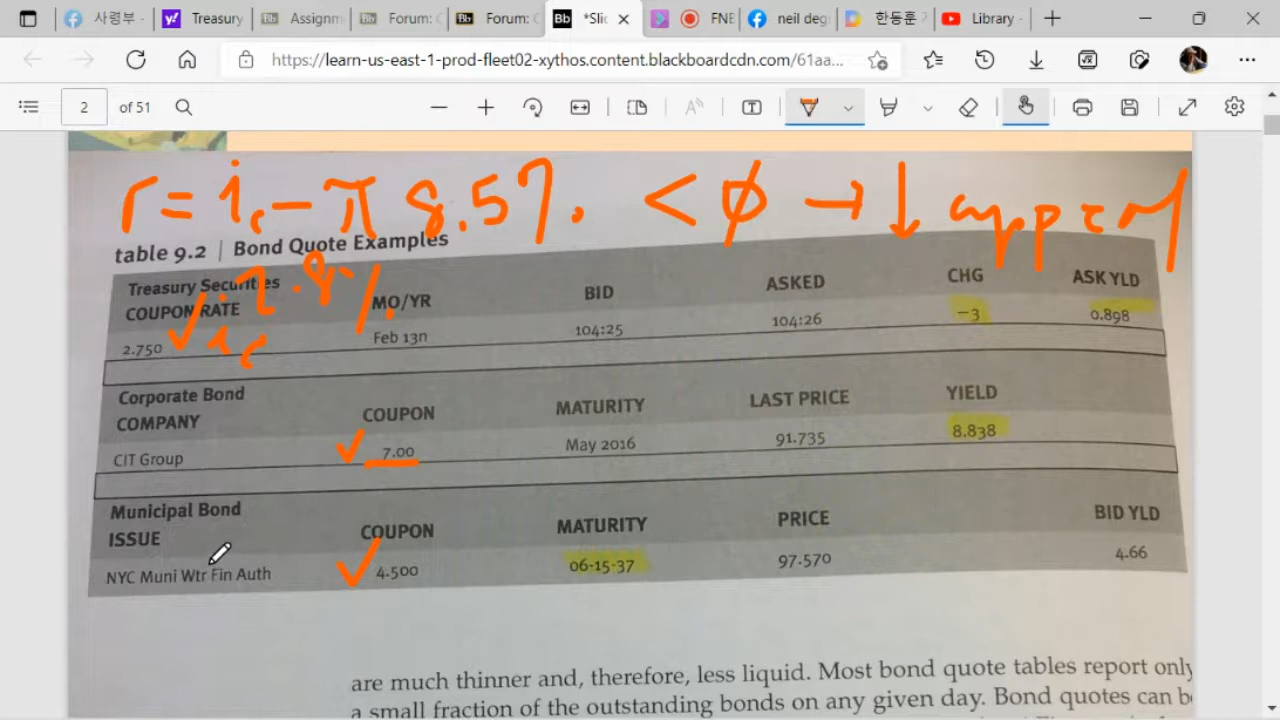 사령부 -
Treasury
Assignm
Forum: C
Forum: C
*Slic
FNE
neil deg
한동훈
Library -
https://learn-us-east-1-prod-fleet02-xythos.content.blackboardcdn.com/61aa...
2 of 51
r = ic - π 8.5%. < ∅ → ↓
table 9.2 | Bond Quote Examples
Treasury Securities
2.8%
COUPON RATE MO/YR BID ASKED CHG ASK YLD
2.750 ic Feb 13n 104:25 104:26 -3 0.898
Corporate Bond
COMPANY COUPON MATURITY LAST PRICE YIELD
CIT Group 7.00 May 2016 91.735 8.838
Municipal Bond
ISSUE COUPON MATURITY PRICE BID YLD
NYC Muni Wtr Fin Auth 4.500 06-15-37 97.570 4.66
are much thinner and, therefore, less liquid. Most bond quote tables report only
a small fraction of the outstanding bonds on any given day. Bond quotes can be